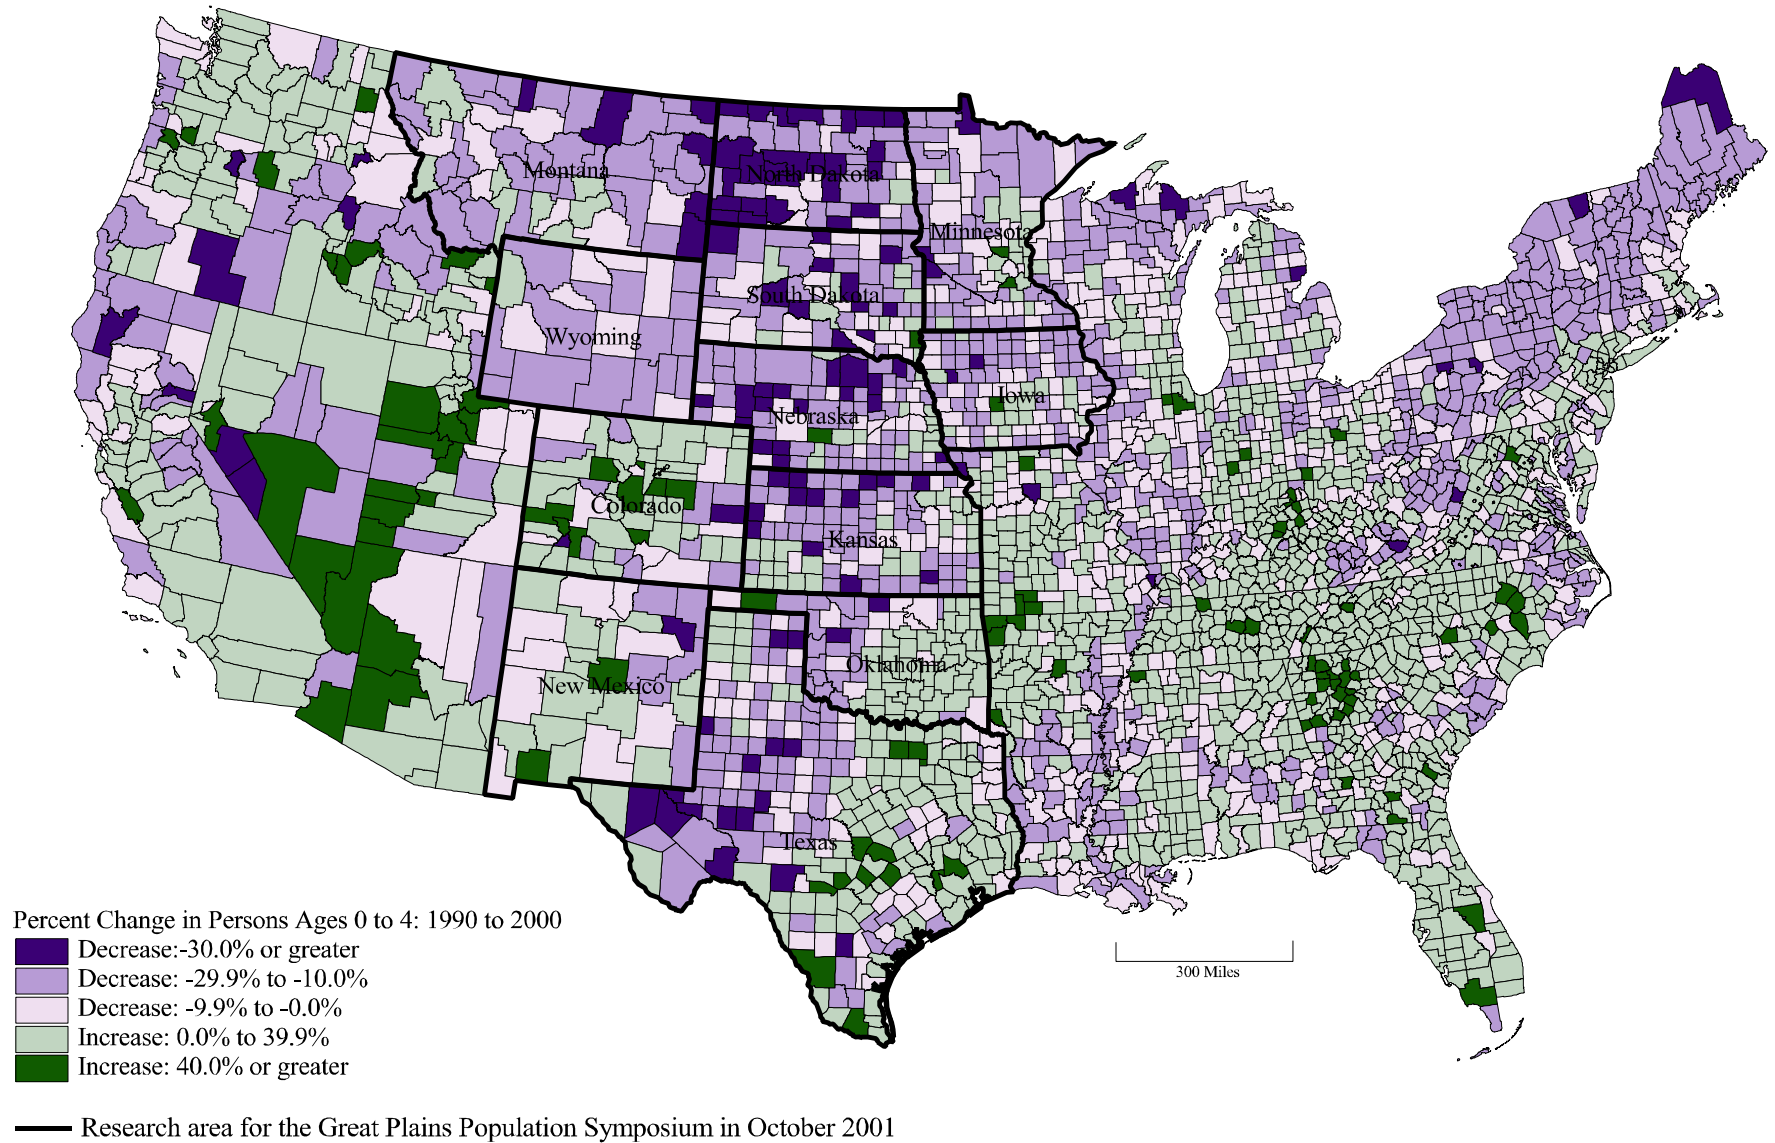 Montana
North Dakota
Minnesota
South Dakota
Wyoming
Iowa
Nebraska
Colorado
Kansas
Oklahoma
New Mexico
Texas
Percent Change in Persons Ages 0 to 4: 1990 to 2000
Decrease:-30.0% or greater
Decrease: -29.9% to -10.0%
Decrease: -9.9% to -0.0%
Increase: 0.0% to 39.9%
Increase: 40.0% or greater
300 Miles
Research area for the Great Plains Population Symposium in October 2001